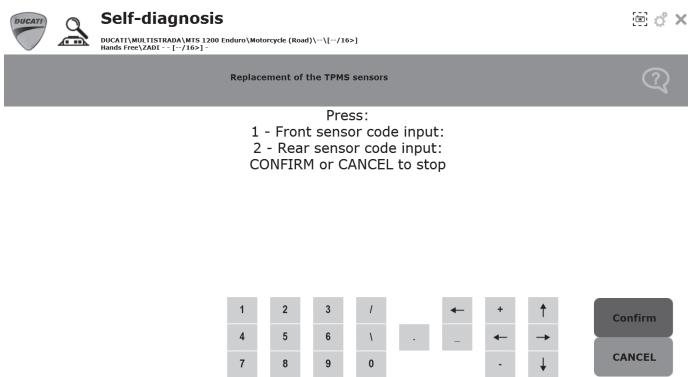 DUCATI
Self-diagnosis
DUCATI\MULTISTRADA\MTS 1200 Enduro\Motorcycle (Road)\--\[--/16>]
Hands Free\ZADI - - [--/16>] -
Replacement of the TPMS sensors
?
Press:
1 - Front sensor code input:
2 - Rear sensor code input:
CONFIRM or CANCEL to stop
1 2 3 / ← + ↑
Confirm
4 5 6 \ . _ ← →
7 8 9 0 - ↓
CANCEL